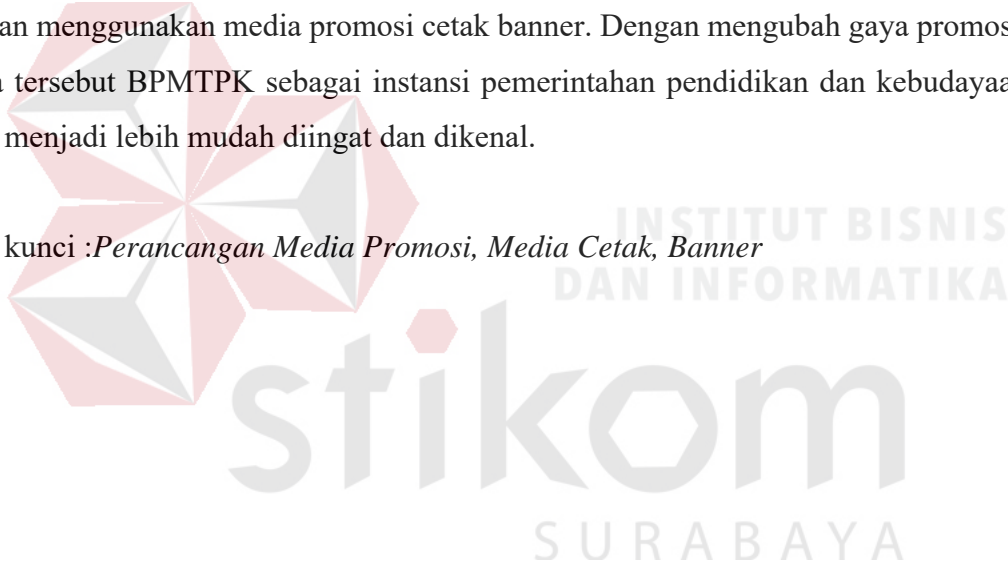 an menggunakan media promosi cetak banner. Dengan mengubah gaya promos
tersebut BPMTPK sebagai instansi pemerintahan pendidikan dan kebudayaa
menjadi lebih mudah diingat dan dikenal.
kunci :Perancangan Media Promosi, Media Cetak, Banner
INSTITUT BISNIS
DAN INFORMATIKA
stikom
SURABAYA